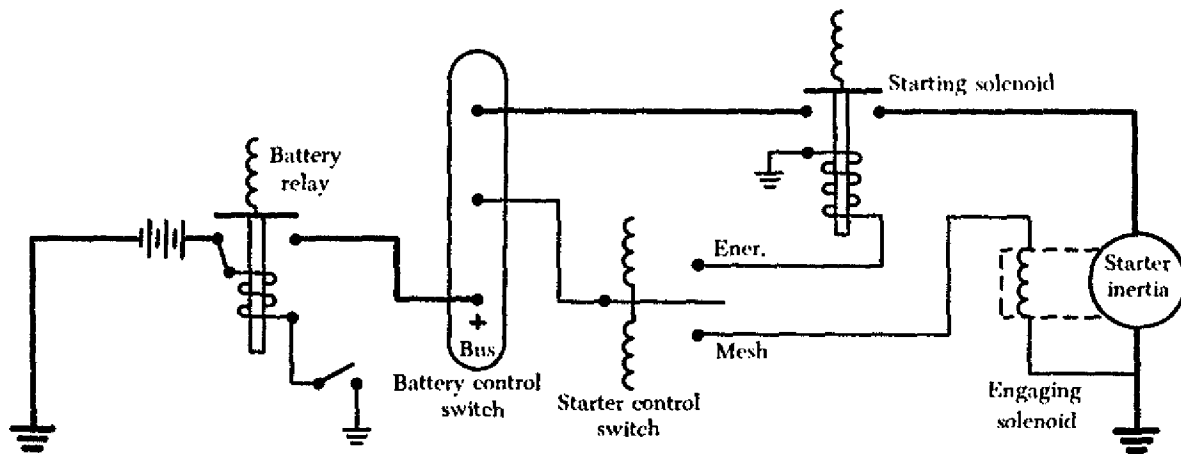 Starting solenoid
Battery
relay
Ener.
Starter
inertia
+
Bus
Mesh
Battery control
switch
Starter control
switch
Engaging
solenoid